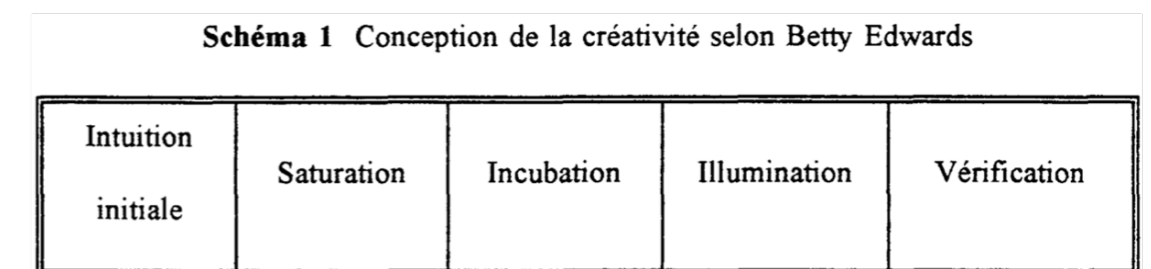 Schéma 1 Conception de la créativité selon Betty Edwards
Intuition
initiale
Saturation
Incubation
Illumination
Vérification